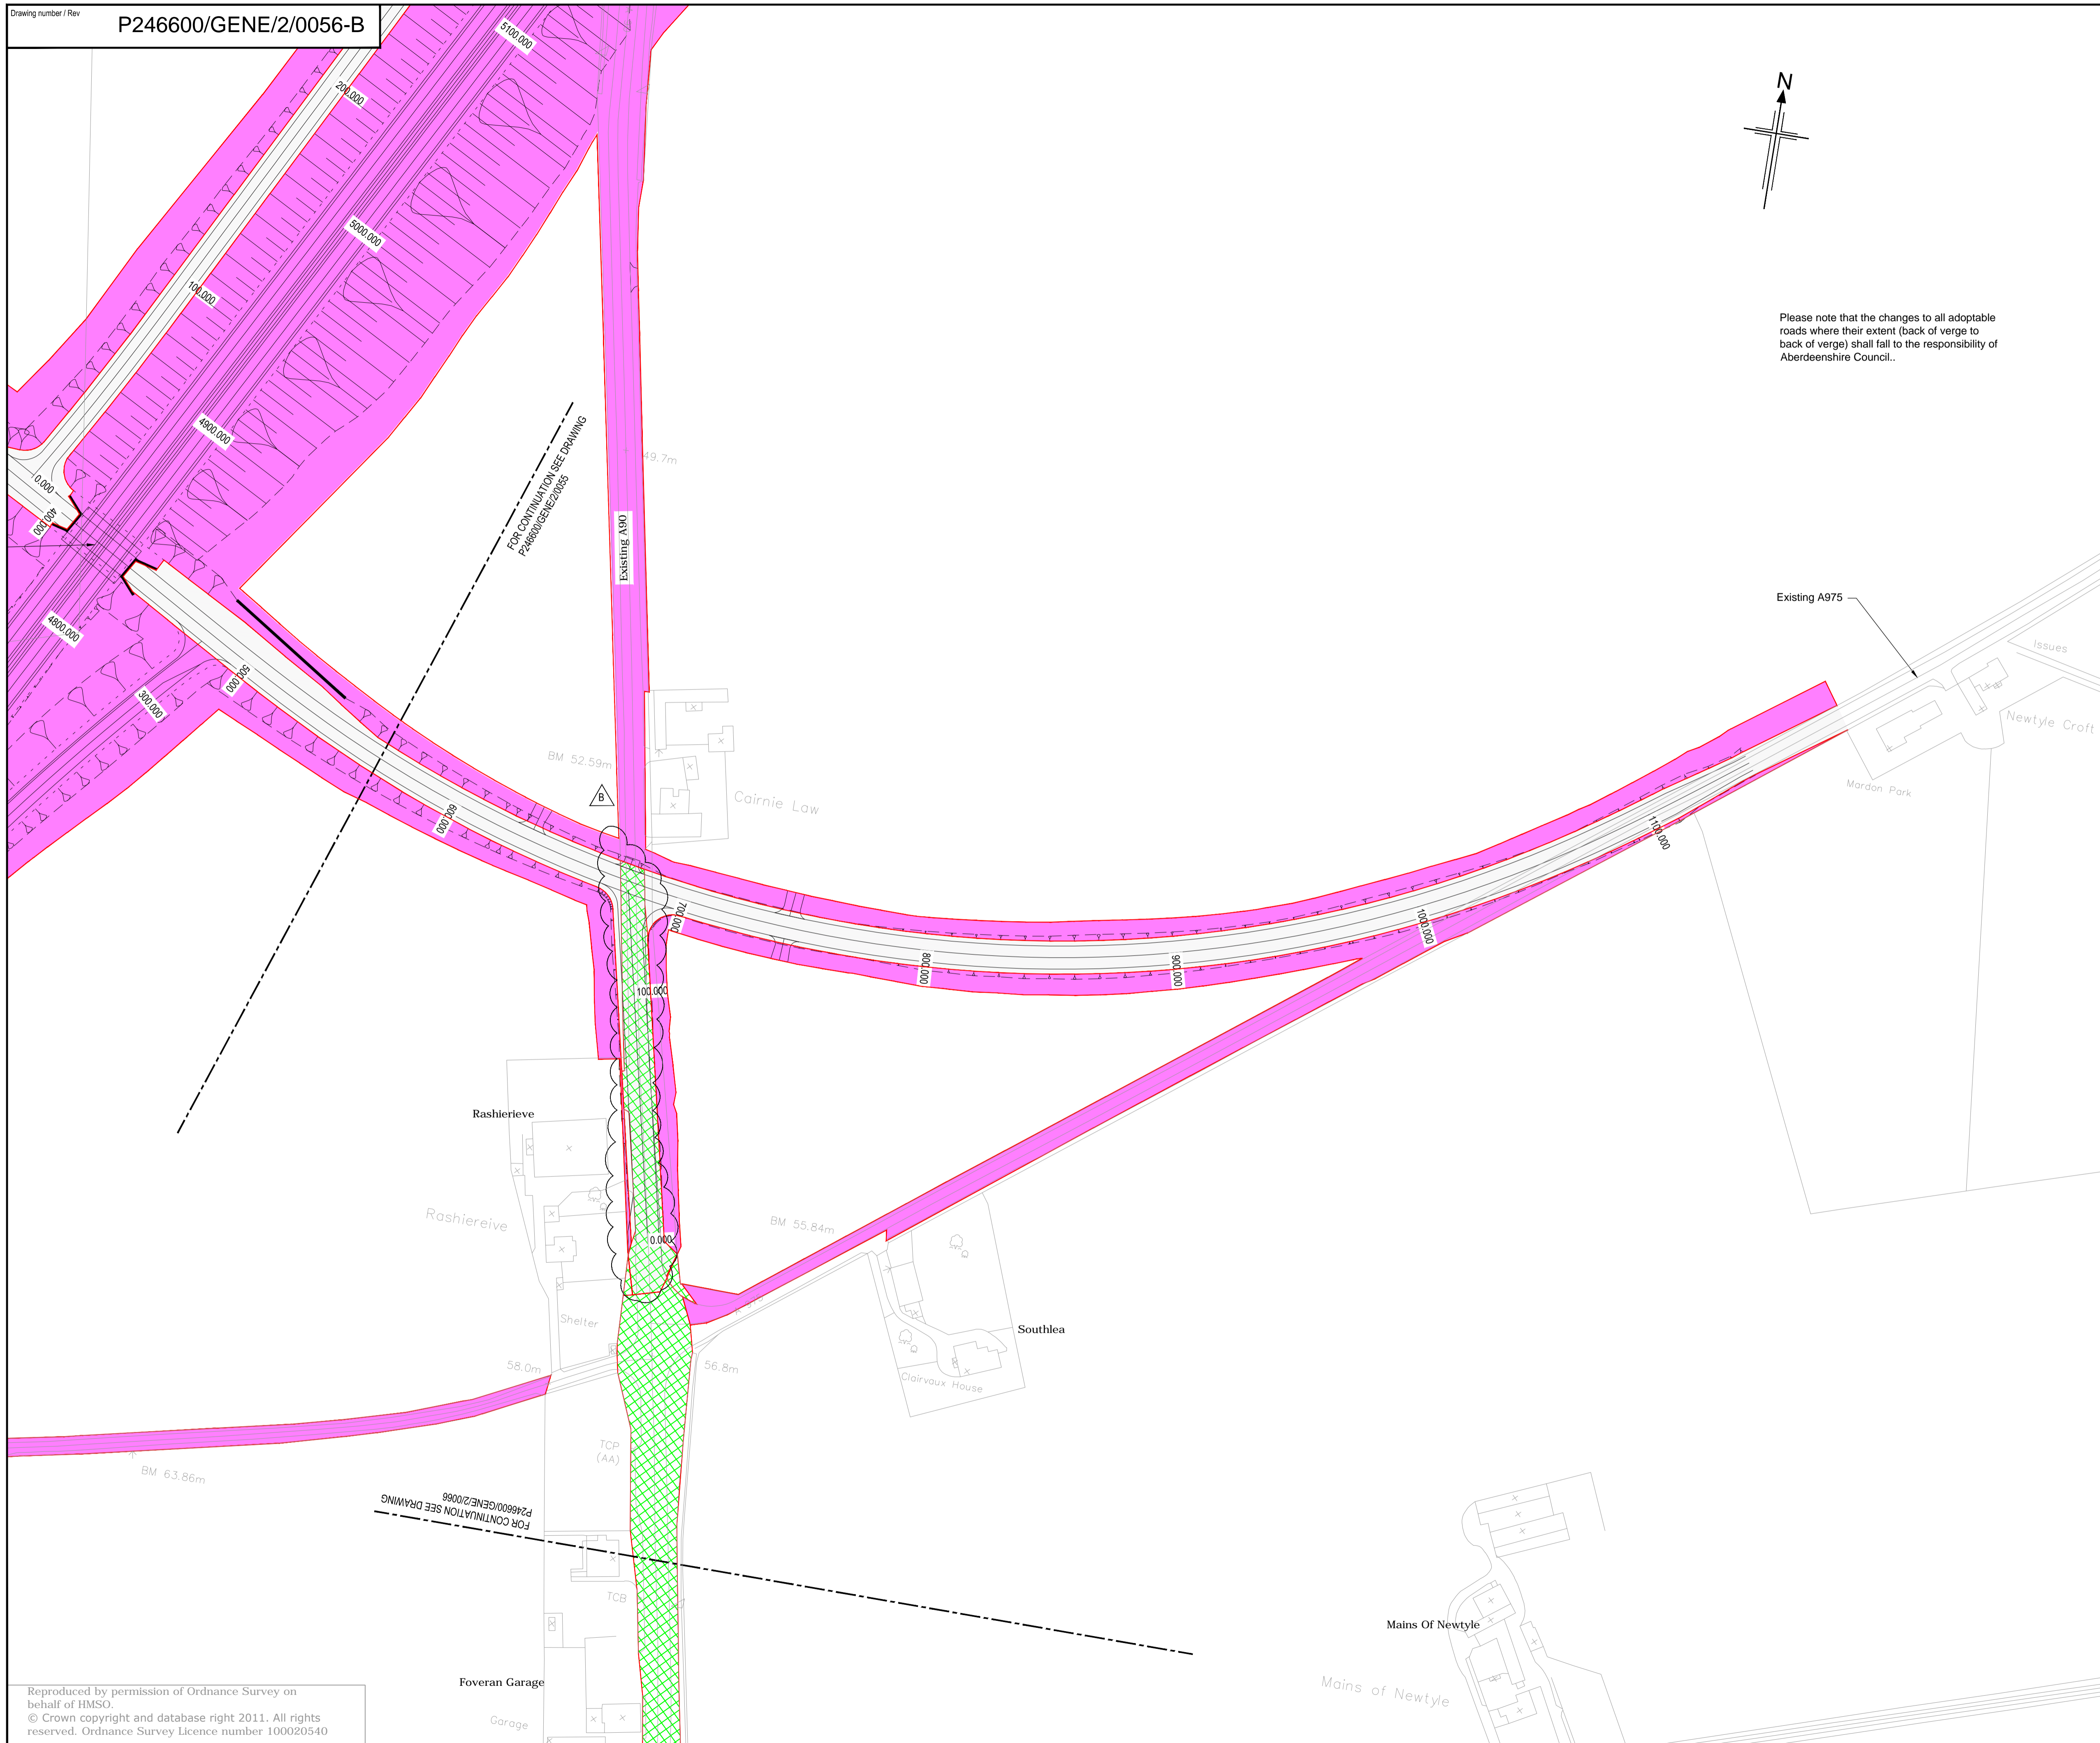 Drawing number / Rev
P246600/GENE/2/0056-B
5100.000
200.000
N
5000.000
100.000
Please note that the changes to all adoptable
roads where their extent (back of verge to
back of verge) shall fall to the responsibility of
Aberdeenshire Council..
4900.000
FOR CONTINUATION SEE DRAWING
P246600/GENE/2/0055
49.7m
0.000
400.000
Existing A90
Existing A975
4800.000
Issues
500.000
300.000
Newtyle Croft
BM 52.59m
B
Cairnie Law
Mardon Park
600.000
1100.000
700.000
1000.000
800.000
900.000
100.000
Rashierieve
Rashiereive
BM 55.84m
0.000
Shelter
Southlea
58.0m
56.8m
Clairvaux House
TCP
(AA)
BM 63.86m
FOR CONTINUATION SEE DRAWING
P246600/GENE/2/0066
TCB
Mains Of Newtyle
Foveran Garage
Mains of Newtyle
Garage
Reproduced by permission of Ordnance Survey on
behalf of HMSO.
© Crown copyright and database right 2011. All rights
reserved. Ordnance Survey Licence number 100020540